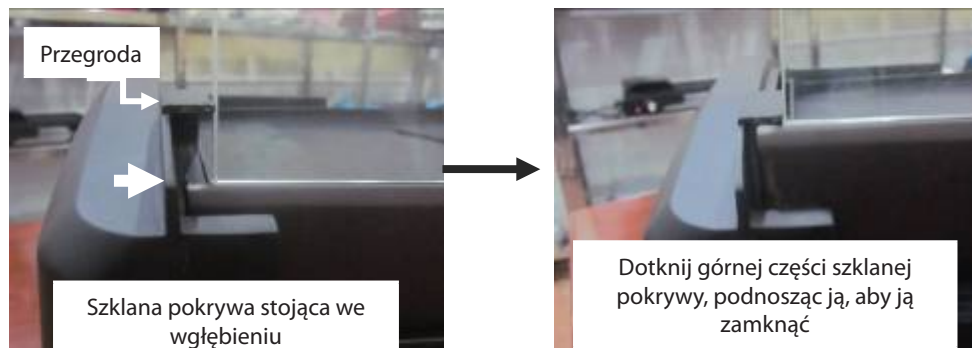 Przegroda
Szklana pokrywa stojąca we
wgłębieniu
Dotknij górnej części szklanej
pokrywy, podnosząc ją, aby ją
zamknąć